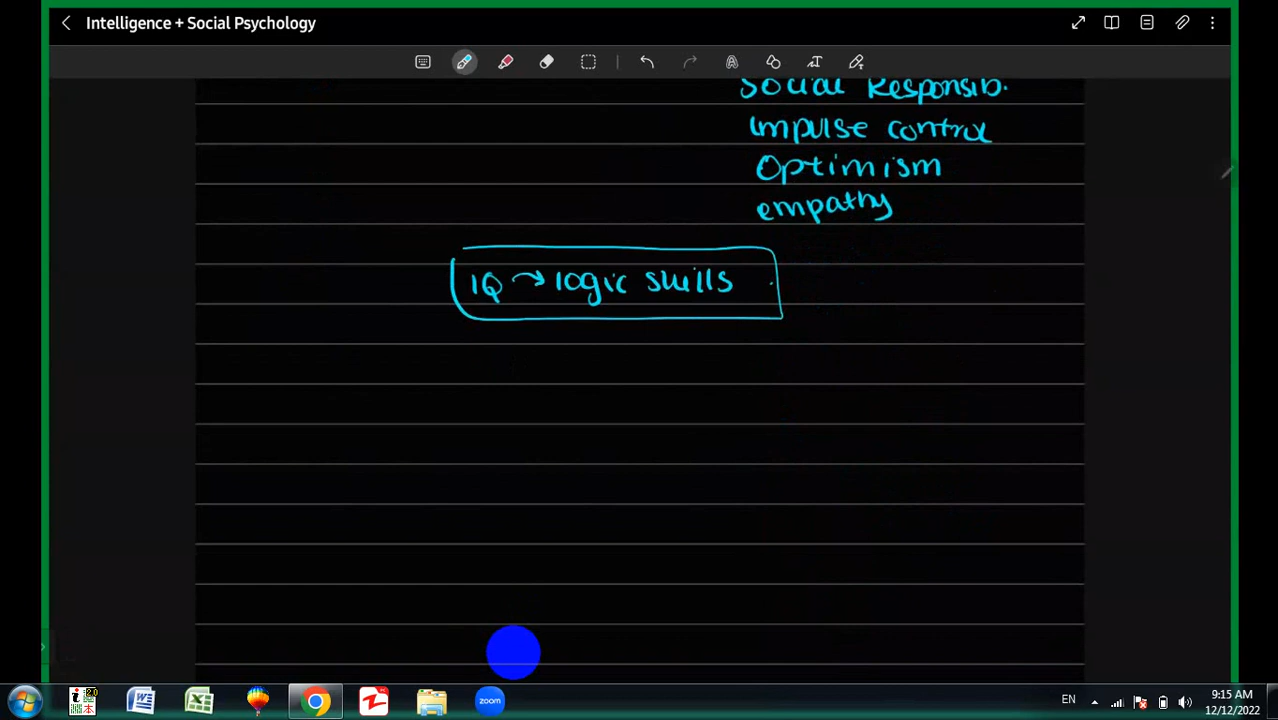 Intelligence + Social Psychology
Social Responsib.
Impulse control
Optimism
empathy
IQ → logic skills
zoom
EN
9:15 AM
12/12/2022